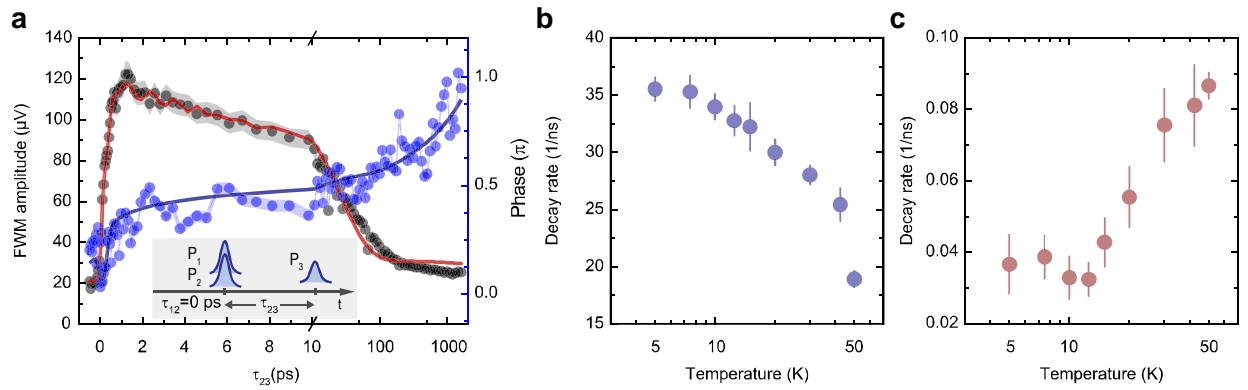 a
140
120
100
80
60
40
20
0
FWM amplitude (µV)
0
2
4
6
8
10
100
1000
τ23(ps)
1.0
0.5
0.0
Phase (π)
P1
P2
P3
τ12=0 ps
τ23
t
b
40
35
30
25
20
15
Decay rate (1/ns)
5
10
50
Temperature (K)
c
0.10
0.08
0.06
0.04
0.02
Decay rate (1/ns)
5
10
50
Temperature (K)